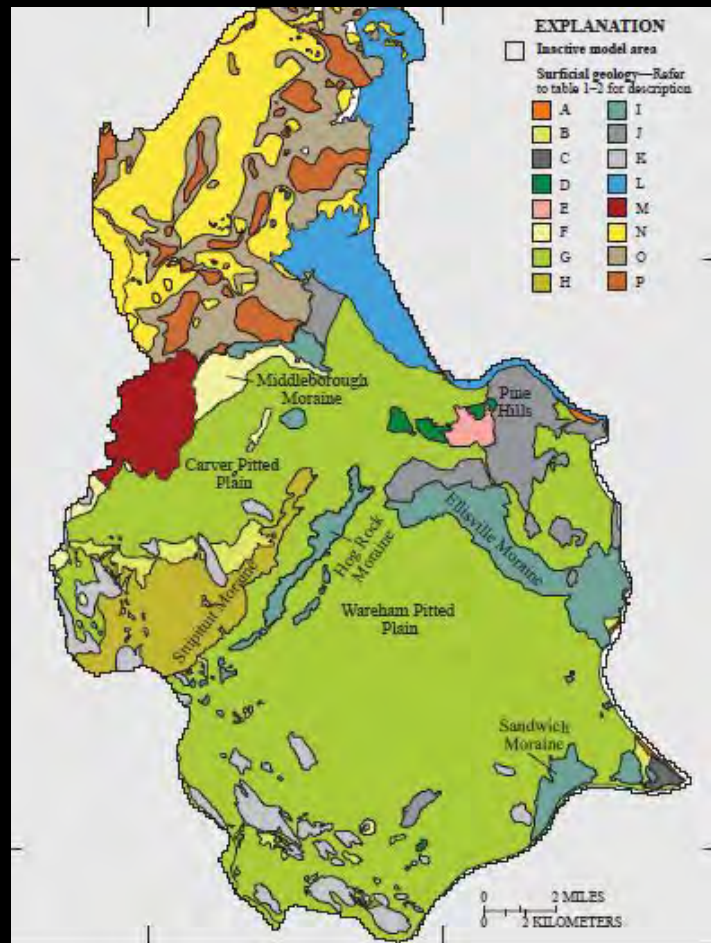 EXPLANATION
Inactive model area
Surficial geology—Refer
to table 1–2 for description
A
I
B
J
C
K
D
L
E
M
F
N
G
O
H
P
Middleborough
Moraine
Pine
Hills
Carver Pitted
Plain
Ellisville Moraine
Hog Rock
Moraine
Snipituit Moraine
Wareham Pitted
Plain
Sandwich
Moraine
0 2 MILES
0 2 KILOMETERS